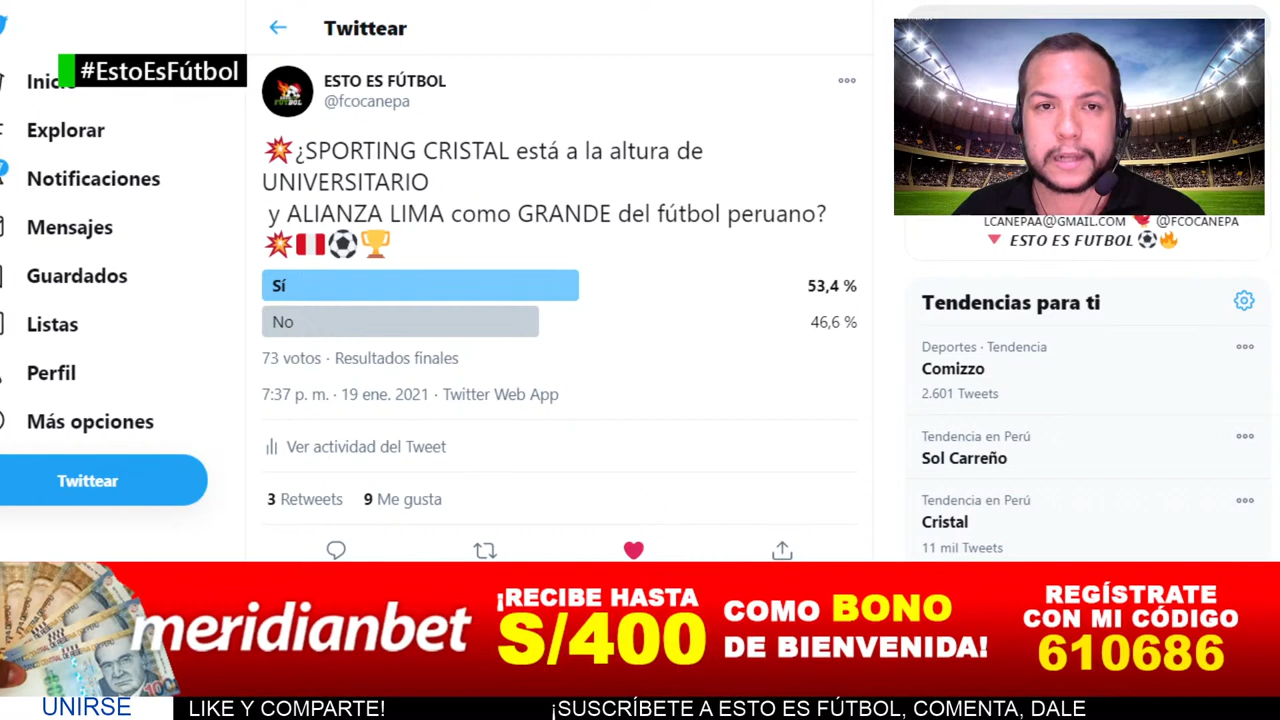 #EstoEsFútbol
Explorar
Notificaciones
Mensajes
Guardados
Listas
Perfil
Más opciones
Twittear
Twittear
ESTO ES FÚTBOL
@fcocanepa
💥¿SPORTING CRISTAL está a la altura de
UNIVERSITARIO
y ALIANZA LIMA como GRANDE del fútbol peruano?
💥🇵🇪⚽🏆
Sí 53,4 %
No 46,6 %
73 votos · Resultados finales
7:37 p. m. · 19 ene. 2021 · Twitter Web App
Ver actividad del Tweet
3 Retweets 9 Me gusta
LCANEPAA@GMAIL.COM @FCOCANEPA
🔻 ESTO ES FUTBOL ⚽🔥
Tendencias para ti
Deportes · Tendencia
Comizzo
2.601 Tweets
Tendencia en Perú
Sol Carreño
Tendencia en Perú
Cristal
11 mil Tweets
meridianbet
¡RECIBE HASTA
S/400
COMO BONO
DE BIENVENIDA!
REGÍSTRATE
CON MI CÓDIGO
610686
UNIRSE
LIKE Y COMPARTE!
¡SUSCRÍBETE A ESTO ES FÚTBOL, COMENTA, DALE